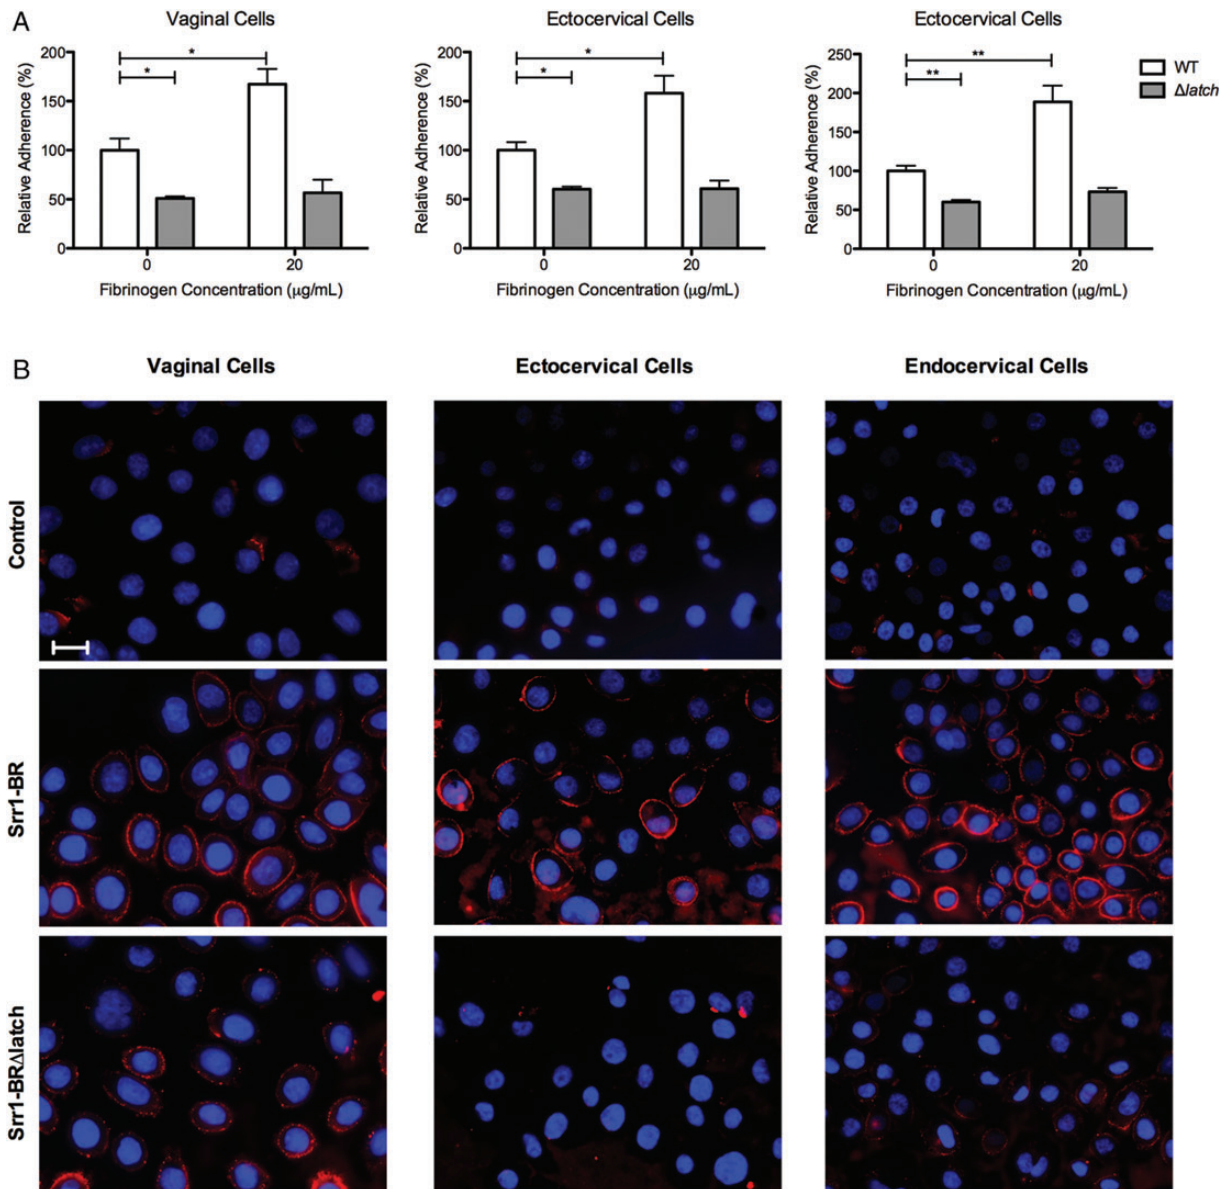 A
Vaginal Cells
Ectocervical Cells
Ectocervical Cells
Relative Adherence (%)
200
150
100
50
0
*
*
0
20
Fibrinogen Concentration (μg/mL)
Relative Adherence (%)
200
150
100
50
0
*
*
0
20
Fibrinogen Concentration (μg/mL)
Relative Adherence (%)
250
200
150
100
50
0
**
**
0
20
Fibrinogen Concentration (μg/mL)
WT
Δlatch
B
Vaginal Cells
Ectocervical Cells
Endocervical Cells
Control
Srr1-BR
Srr1-BRΔlatch